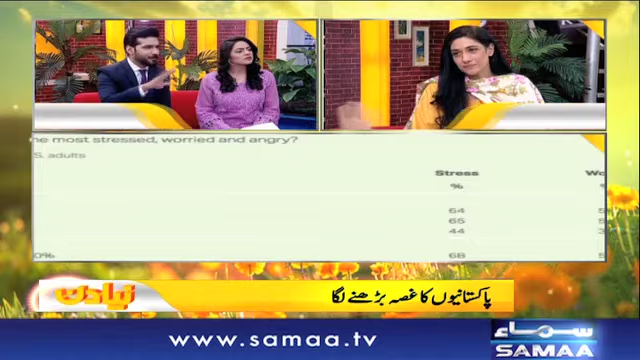 he most stressed, worried and angry?
S. adults
Stress
%
64
65
44
0%
68
نیا دن
پاکستانیوں کا غصہ بڑھنے لگا
www.samaa.tv
سماء
SAMAA